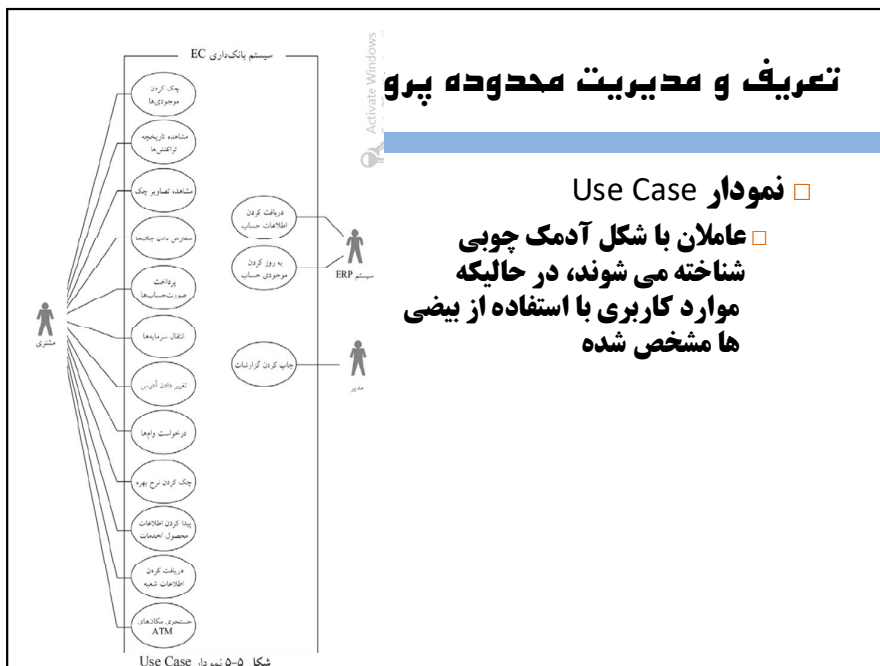 تعریف و مدیریت محدوده پرو
نمودار Use Case
عاملان با شکل آدمک چوبی
شناخته می شوند، در حالیکه
موارد کاربری با استفاده از بیضی
ها مشخص شده
Activate Windows
سیستم بانک‌داری EC
چک کردن
موجودی‌ها
مشاهده تاریخچه
تراکنش‌ها
مشاهده تصاویر چک
پرداخت
صورت‌حساب‌ها
انتقال سرمایه‌ها
تغییر دادن آدرس
درخواست وام‌ها
چک کردن نرخ بهره
پیدا کردن اطلاعات
محصول /خدمات
دریافت کردن
اطلاعات شعبه
جستجوی مکان‌های
ATM
مشتری
دریافت کردن
اطلاعات حساب
به روز کردن
موجودی حساب
سیستم ERP
چاپ کردن گزارشات
مدیر
شکل ۵-۵ نمودار Use Case